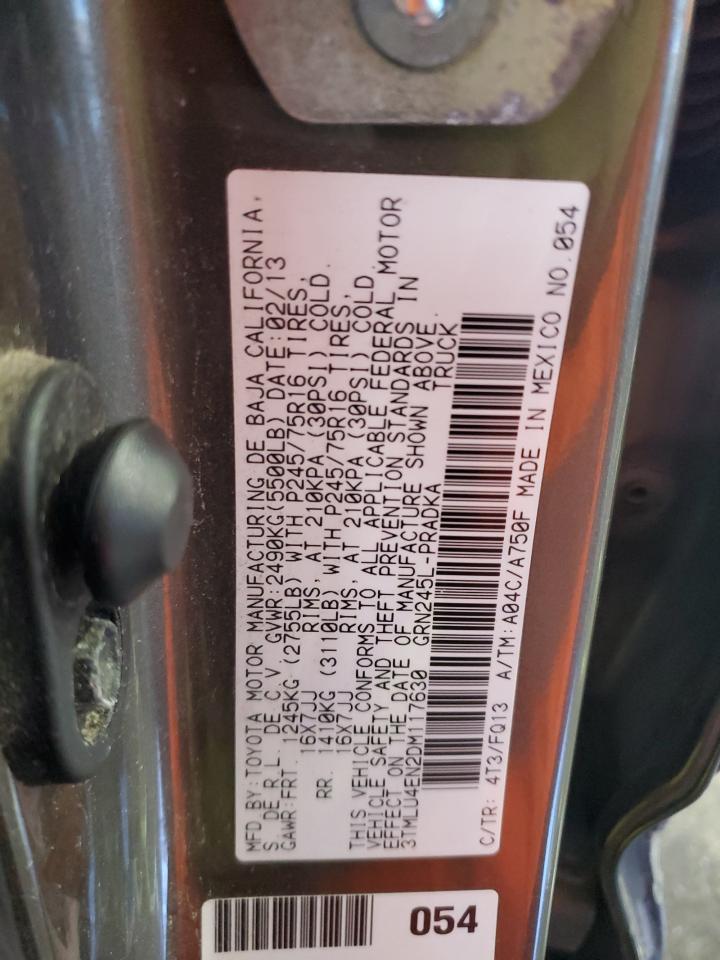 MFD BY:TOYOTA MOTOR MANUFACTURING DE BAJA CALIFORNIA,
S. DE R.L. DE C.V. GVWR:2490KG(5500LB) DATE:02/13
GAWR:FRT. 1245KG (2755LB) WITH P245/75R16 TIRES,
16X7JJ RIMS, AT 210KPA (30PSI) COLD.
RR. 1410KG (3110LB) WITH P245/75R16 TIRES,
16X7JJ RIMS, AT 210KPA (30PSI) COLD.
THIS VEHICLE CONFORMS TO ALL APPLICABLE FEDERAL MOTOR
VEHICLE SAFETY AND THEFT PREVENTION STANDARDS IN
EFFECT ON THE DATE OF MANUFACTURE SHOWN ABOVE.
3TMLU4EN2DM117630 GRN245L-PRADKA TRUCK
C/TR: 4T3/FQ13 A/TM: A04C/A750F MADE IN MEXICO NO.054
054